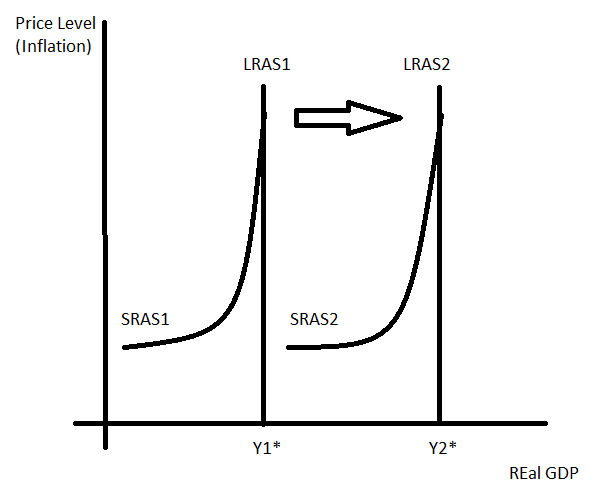 Price Level
(Inflation)
LRAS1
LRAS2
SRAS1
SRAS2
Y1*
Y2*
REal GDP